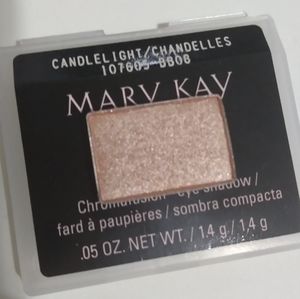 CANDLELIGHT/CHANDELLES
MARY KAY
Chromafusion eye shadow /
fard à paupières / sombra compacta
.05 OZ. NET WT. / 1,4 g / 1,4 g